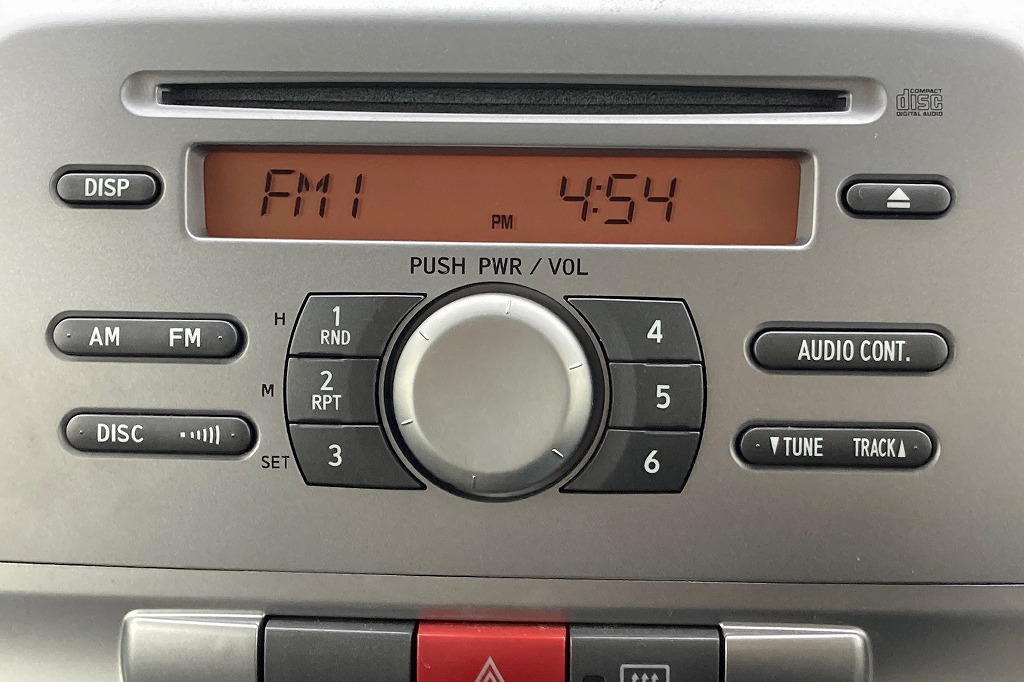 COMPACT
disc
DIGITAL AUDIO
DISP
FM1
PM
4:54
PUSH PWR / VOL
AM FM
H
1
RND
M
2
RPT
SET
3
4
5
6
DISC
AUDIO CONT.
▼TUNE TRACK▲